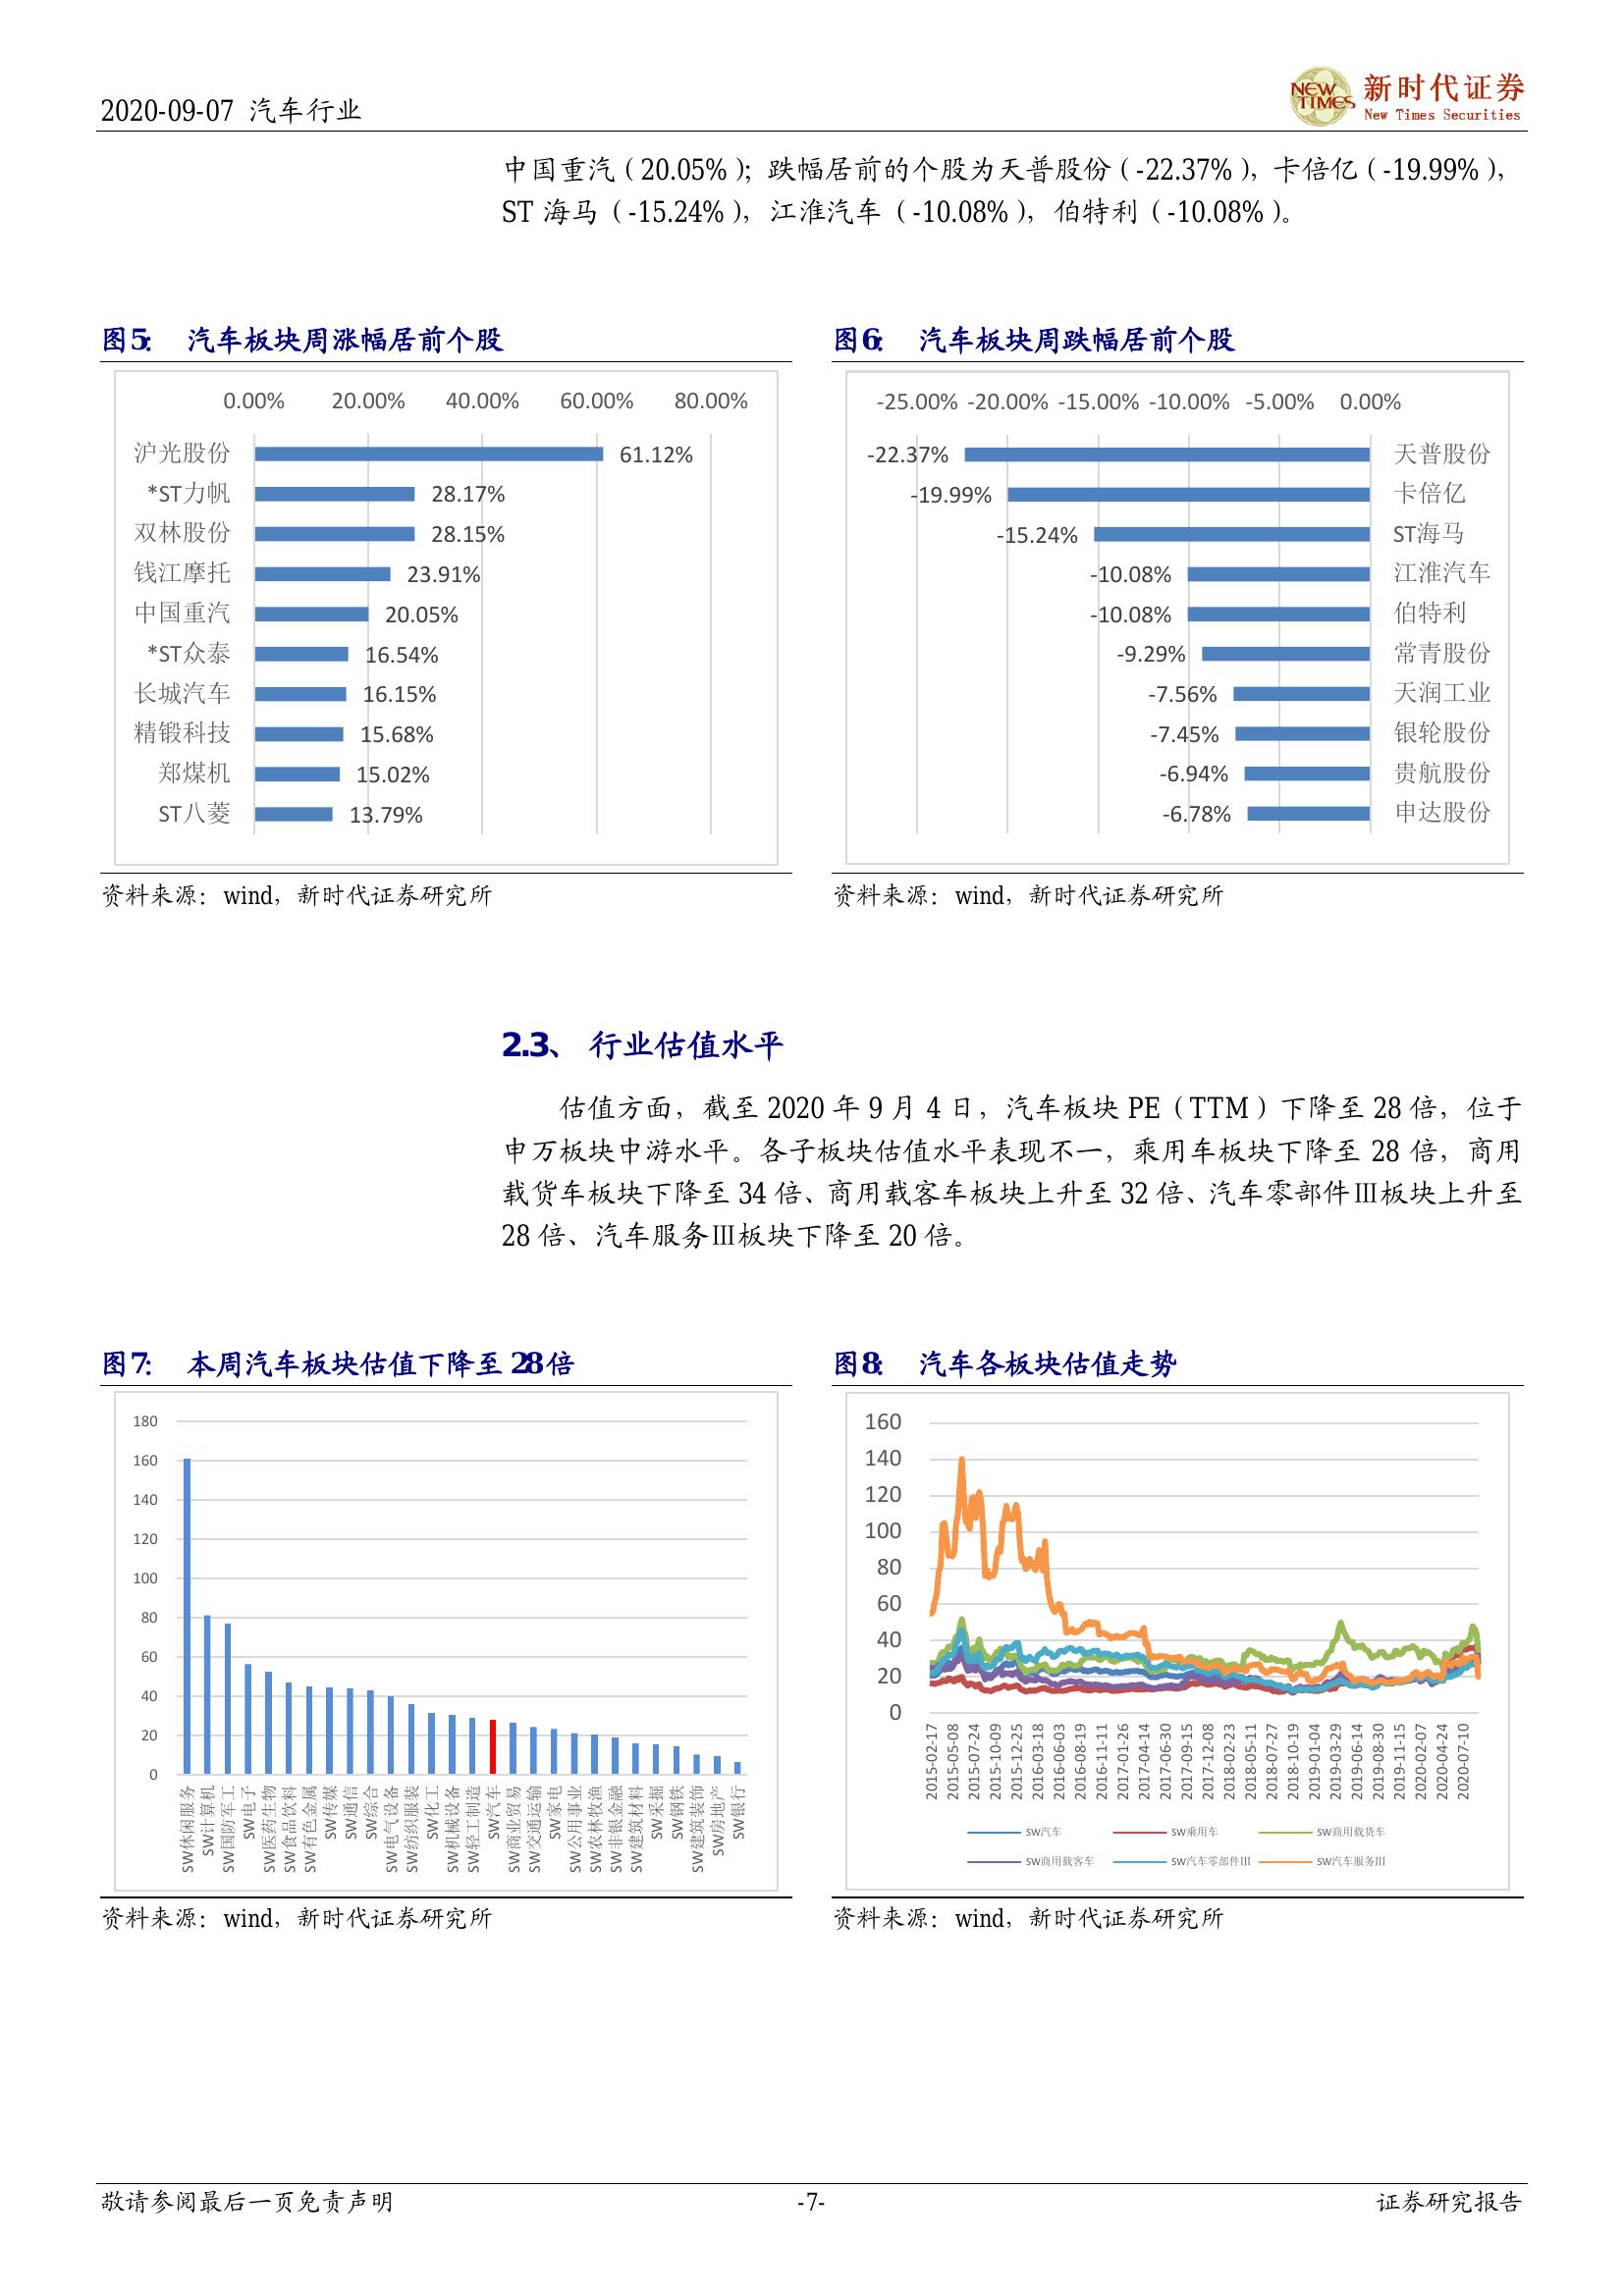 2020-09-07 汽车行业
NEW TIMES
新时代证券
New Times Securities
中国重汽（20.05%）；跌幅居前的个股为天普股份（-22.37%），卡倍亿（-19.99%），
ST 海马（-15.24%），江淮汽车（-10.08%），伯特利（-10.08%）。
图5： 汽车板块周涨幅居前个股
0.00% 20.00% 40.00% 60.00% 80.00%
沪光股份 61.12%
*ST力帆 28.17%
双林股份 28.15%
钱江摩托 23.91%
中国重汽 20.05%
*ST众泰 16.54%
长城汽车 16.15%
精锻科技 15.68%
郑煤机 15.02%
ST八菱 13.79%
资料来源：wind，新时代证券研究所
图6： 汽车板块周跌幅居前个股
-25.00% -20.00% -15.00% -10.00% -5.00% 0.00%
-22.37% 天普股份
-19.99% 卡倍亿
-15.24% ST海马
-10.08% 江淮汽车
-10.08% 伯特利
-9.29% 常青股份
-7.56% 天润工业
-7.45% 银轮股份
-6.94% 贵航股份
-6.78% 申达股份
资料来源：wind，新时代证券研究所
2.3、 行业估值水平
估值方面，截至 2020 年 9 月 4 日，汽车板块 PE（TTM）下降至 28 倍，位于
申万板块中游水平。各子板块估值水平表现不一，乘用车板块下降至 28 倍，商用
载货车板块下降至 34 倍、商用载客车板块上升至 32 倍、汽车零部件Ⅲ板块上升至
28 倍、汽车服务Ⅲ板块下降至 20 倍。
图7： 本周汽车板块估值下降至 28 倍
180
160
140
120
100
80
60
40
20
0
SW休闲服务
SW计算机
SW国防军工
SW电子
SW医药生物
SW食品饮料
SW有色金属
SW传媒
SW通信
SW综合
SW电气设备
SW纺织服装
SW化工
SW机械设备
SW轻工制造
SW汽车
SW商业贸易
SW交通运输
SW家电
SW公用事业
SW农林牧渔
SW非银金融
SW建筑材料
SW采掘
SW钢铁
SW建筑装饰
SW房地产
SW银行
资料来源：wind，新时代证券研究所
图8： 汽车各板块估值走势
160
140
120
100
80
60
40
20
0
2015-02-17
2015-05-08
2015-07-24
2015-10-09
2015-12-25
2016-03-18
2016-06-03
2016-08-19
2016-11-11
2017-01-26
2017-04-14
2017-06-30
2017-09-15
2017-12-08
2018-02-23
2018-05-11
2018-07-27
2018-10-19
2019-01-04
2019-03-29
2019-06-14
2019-08-30
2019-11-15
2020-02-07
2020-04-24
2020-07-10
SW汽车 SW乘用车 SW商用载货车
SW商用载客车 SW汽车零部件III SW汽车服务III
资料来源：wind，新时代证券研究所
敬请参阅最后一页免责声明 -7- 证券研究报告